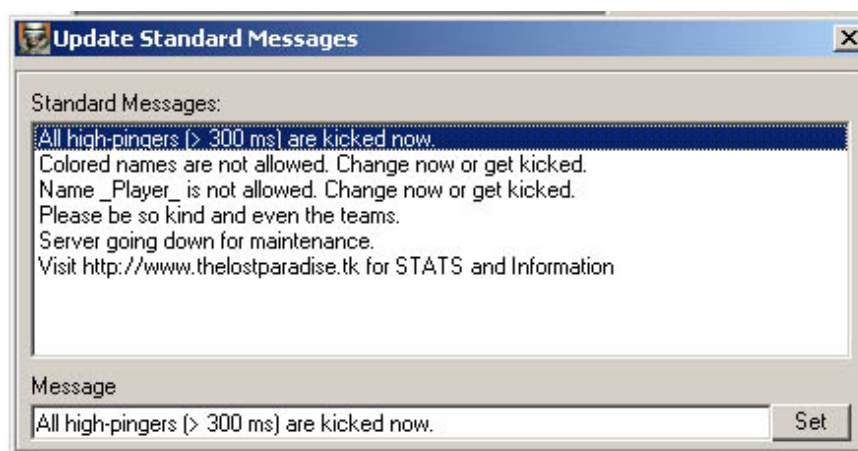 Update Standard Messages
Standard Messages:
All high-pingers (> 300 ms) are kicked now.
Colored names are not allowed. Change now or get kicked.
Name _Player_ is not allowed. Change now or get kicked.
Please be so kind and even the teams.
Server going down for maintenance.
Visit http://www.thelostparadise.tk for STATS and Information
Message
All high-pingers (> 300 ms) are kicked now.
Set